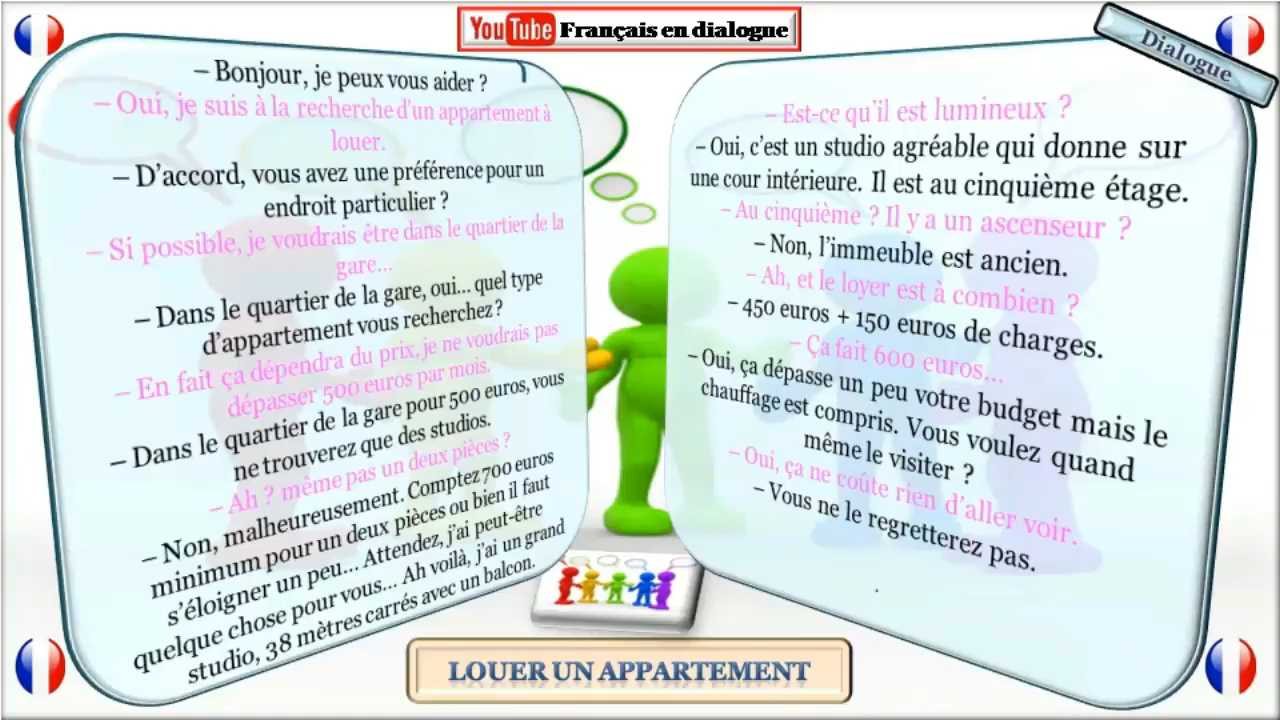 YouTube Français en dialogue
Dialogue
– Bonjour, je peux vous aider ?
– Oui, je suis à la recherche d'un appartement à
louer.
– D'accord, vous avez une préférence pour un
endroit particulier ?
– Si possible, je voudrais être dans le quartier de la
gare...
– Dans le quartier de la gare, oui... quel type
d'appartement vous recherchez ?
– En fait ça dépendra du prix, je ne voudrais pas
dépasser 500 euros par mois.
– Dans le quartier de la gare pour 500 euros, vous
ne trouverez que des studios.
– Ah ? même pas un deux pièces ?
– Non, malheureusement. Comptez 700 euros
minimum pour un deux pièces ou bien il faut
s'éloigner un peu... Attendez, j'ai peut-être
quelque chose pour vous... Ah voilà, j'ai un grand
studio, 38 mètres carrés avec un balcon.
– Est-ce qu'il est lumineux ?
– Oui, c'est un studio agréable qui donne sur
une cour intérieure. Il est au cinquième étage.
– Au cinquième ? Il y a un ascenseur ?
– Non, l'immeuble est ancien.
– Ah, et le loyer est à combien ?
– 450 euros + 150 euros de charges.
– Ça fait 600 euros...
– Oui, ça dépasse un peu votre budget mais le
chauffage est compris. Vous voulez quand
même le visiter ?
– Oui, ça ne coûte rien d'aller voir.
– Vous ne le regretterez pas.
LOUER UN APPARTEMENT